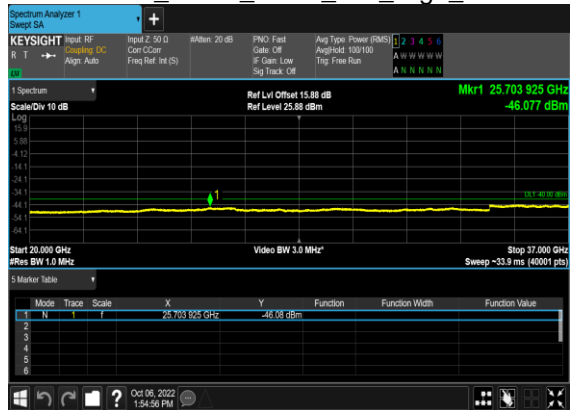 Spectrum Analyzer 1
Swept SA
+
KEYSIGHT
Input: RF
Input Z: 50 Ω
#Atten: 20 dB
PNO: Fast
Avg Type: Power (RMS)
1 2 3 4 5 6
R T
Coupling: DC
Corr CCorr
Gate: Off
Avg|Hold: 100/100
A W W W W W
Align: Auto
Freq Ref: Int (S)
IF Gain: Low
Trig: Free Run
Sig Track: Off
A N N N N N
LXI
1 Spectrum
Ref Lvl Offset 15.88 dB
Mkr1 25.703 925 GHz
Scale/Div 10 dB
Ref Level 25.88 dBm
-46.077 dBm
Log
15.9
5.88
-4.12
-14.1
-24.1
-34.1
1
DL1 -40.00 dBm
-44.1
-54.1
-64.1
Start 20.000 GHz
Video BW 3.0 MHz*
Stop 37.000 GHz
#Res BW 1.0 MHz
Sweep ~33.9 ms (40001 pts)
5 Marker Table
Mode Trace Scale X Y Function Function Width Function Value
1 N 1 f 25.703 925 GHz -46.08 dBm
2
3
4
5
6
?
Oct 06, 2022
1:54:56 PM